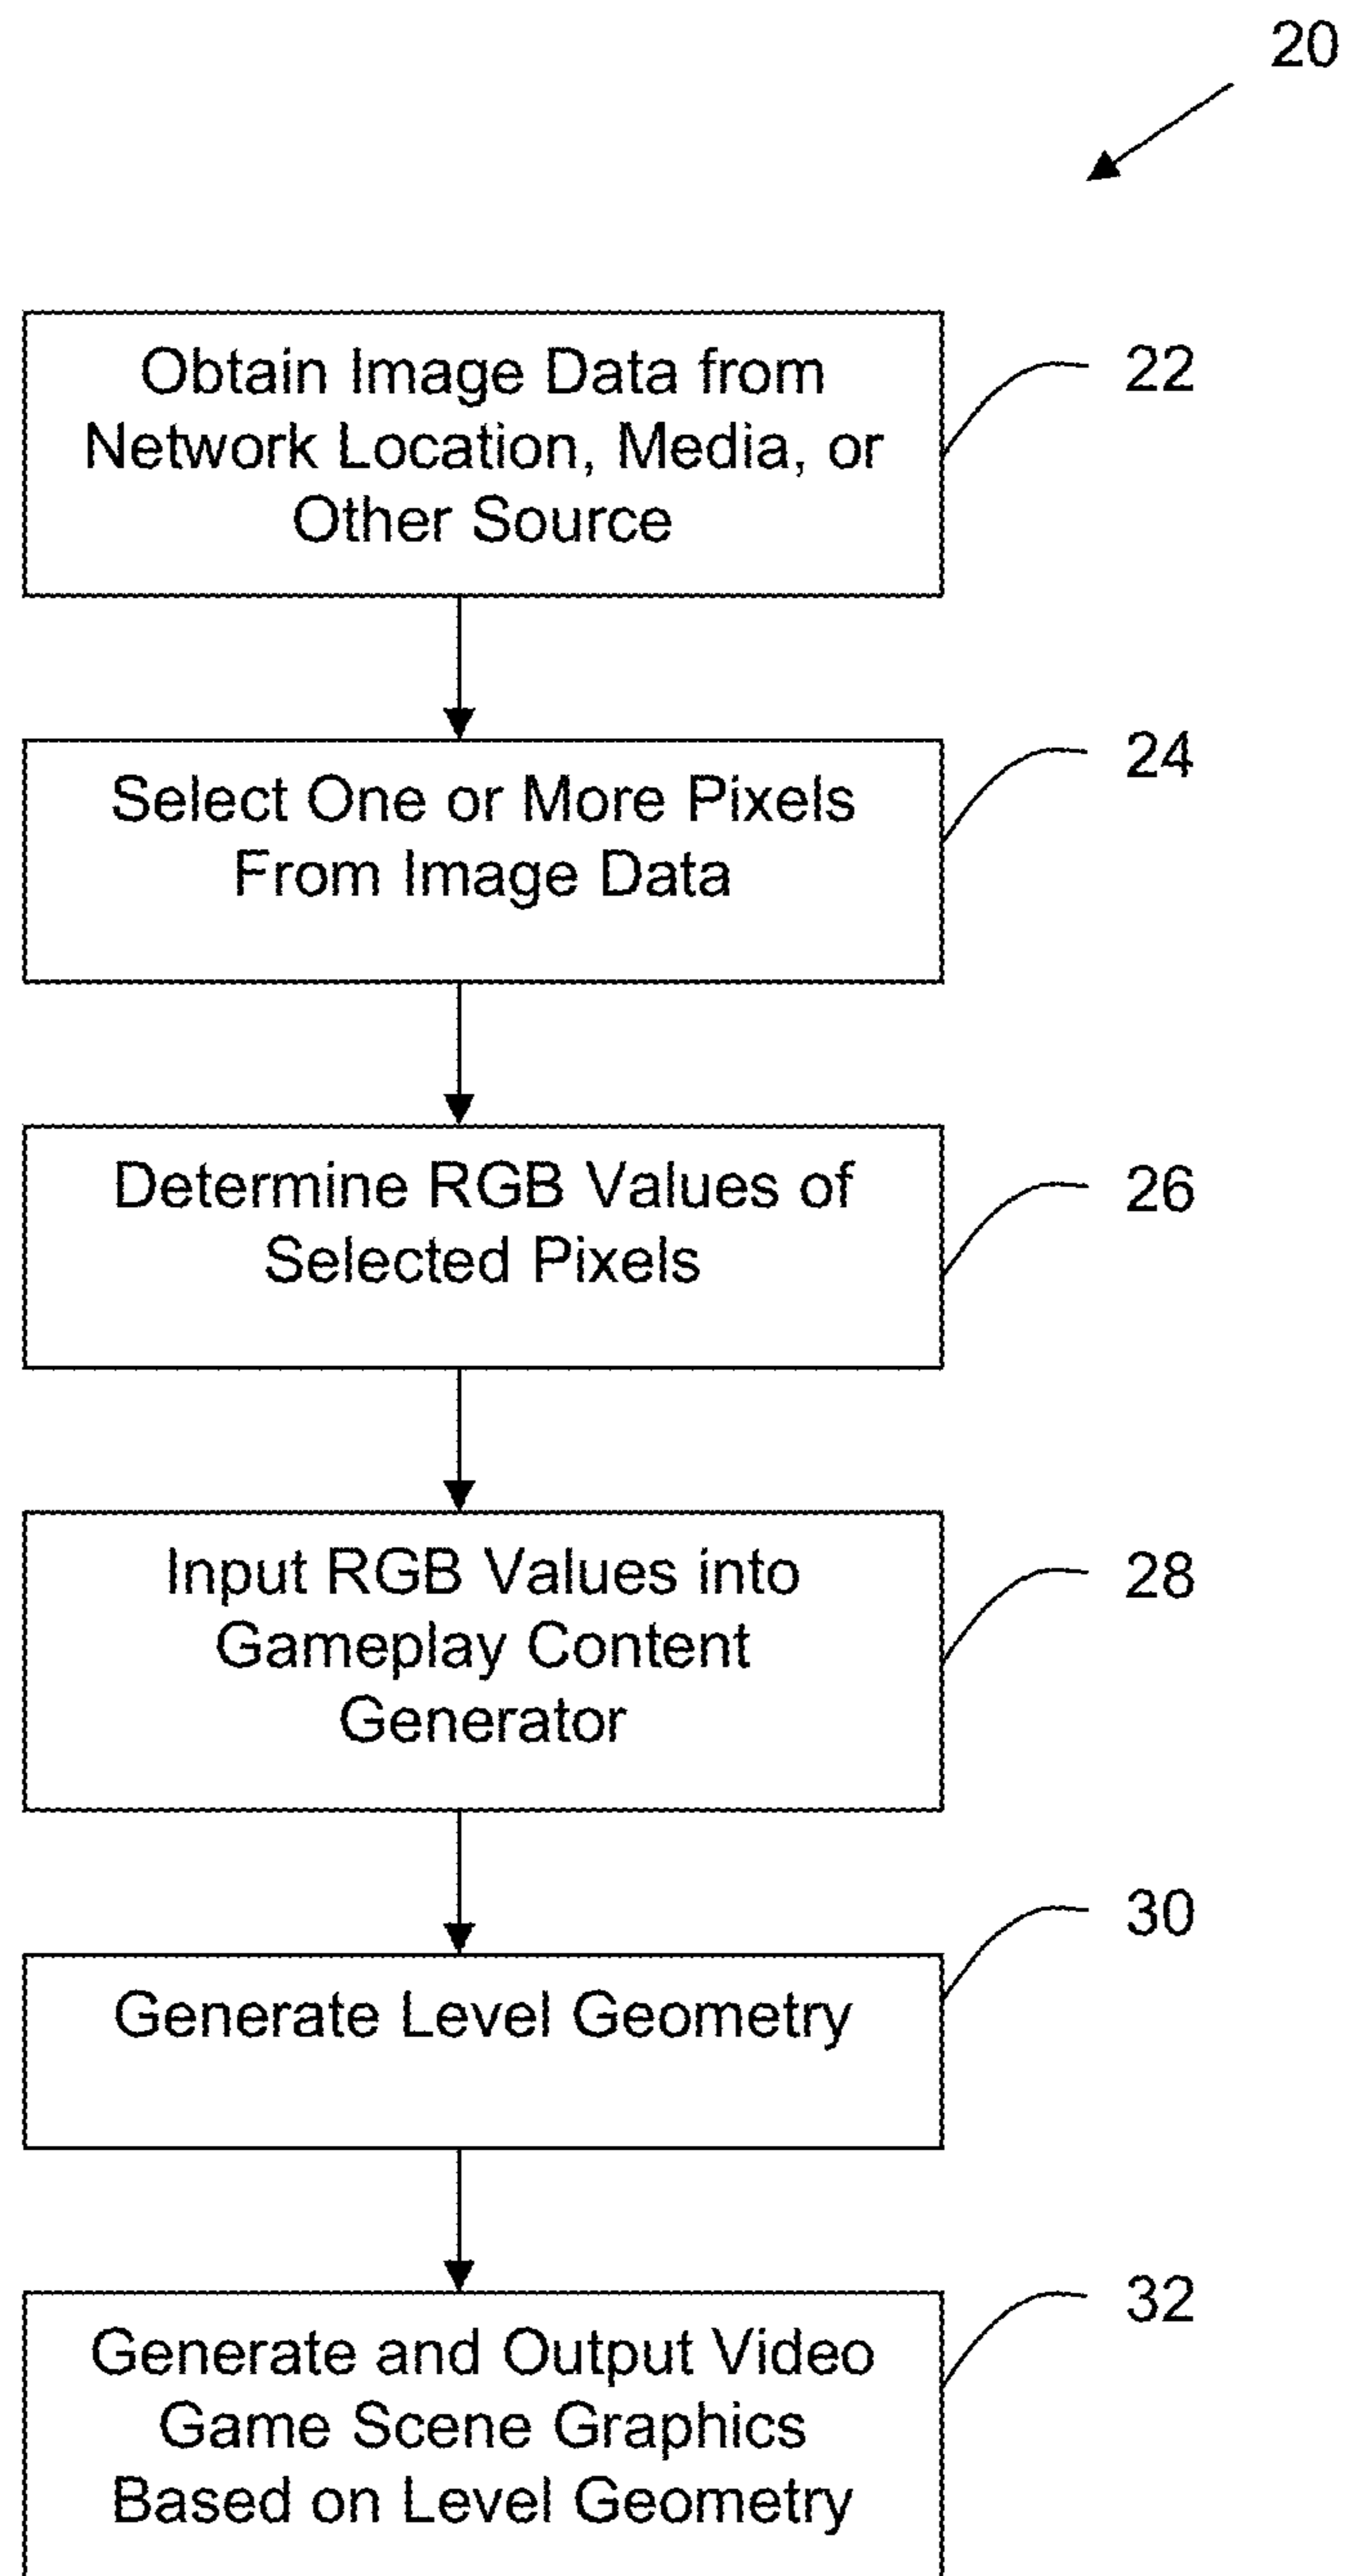 20
Obtain Image Data from
Network Location, Media, or
Other Source
22
Select One or More Pixels
From Image Data
24
Determine RGB Values of
Selected Pixels
26
Input RGB Values into
Gameplay Content
Generator
28
Generate Level Geometry
30
Generate and Output Video
Game Scene Graphics
Based on Level Geometry
32